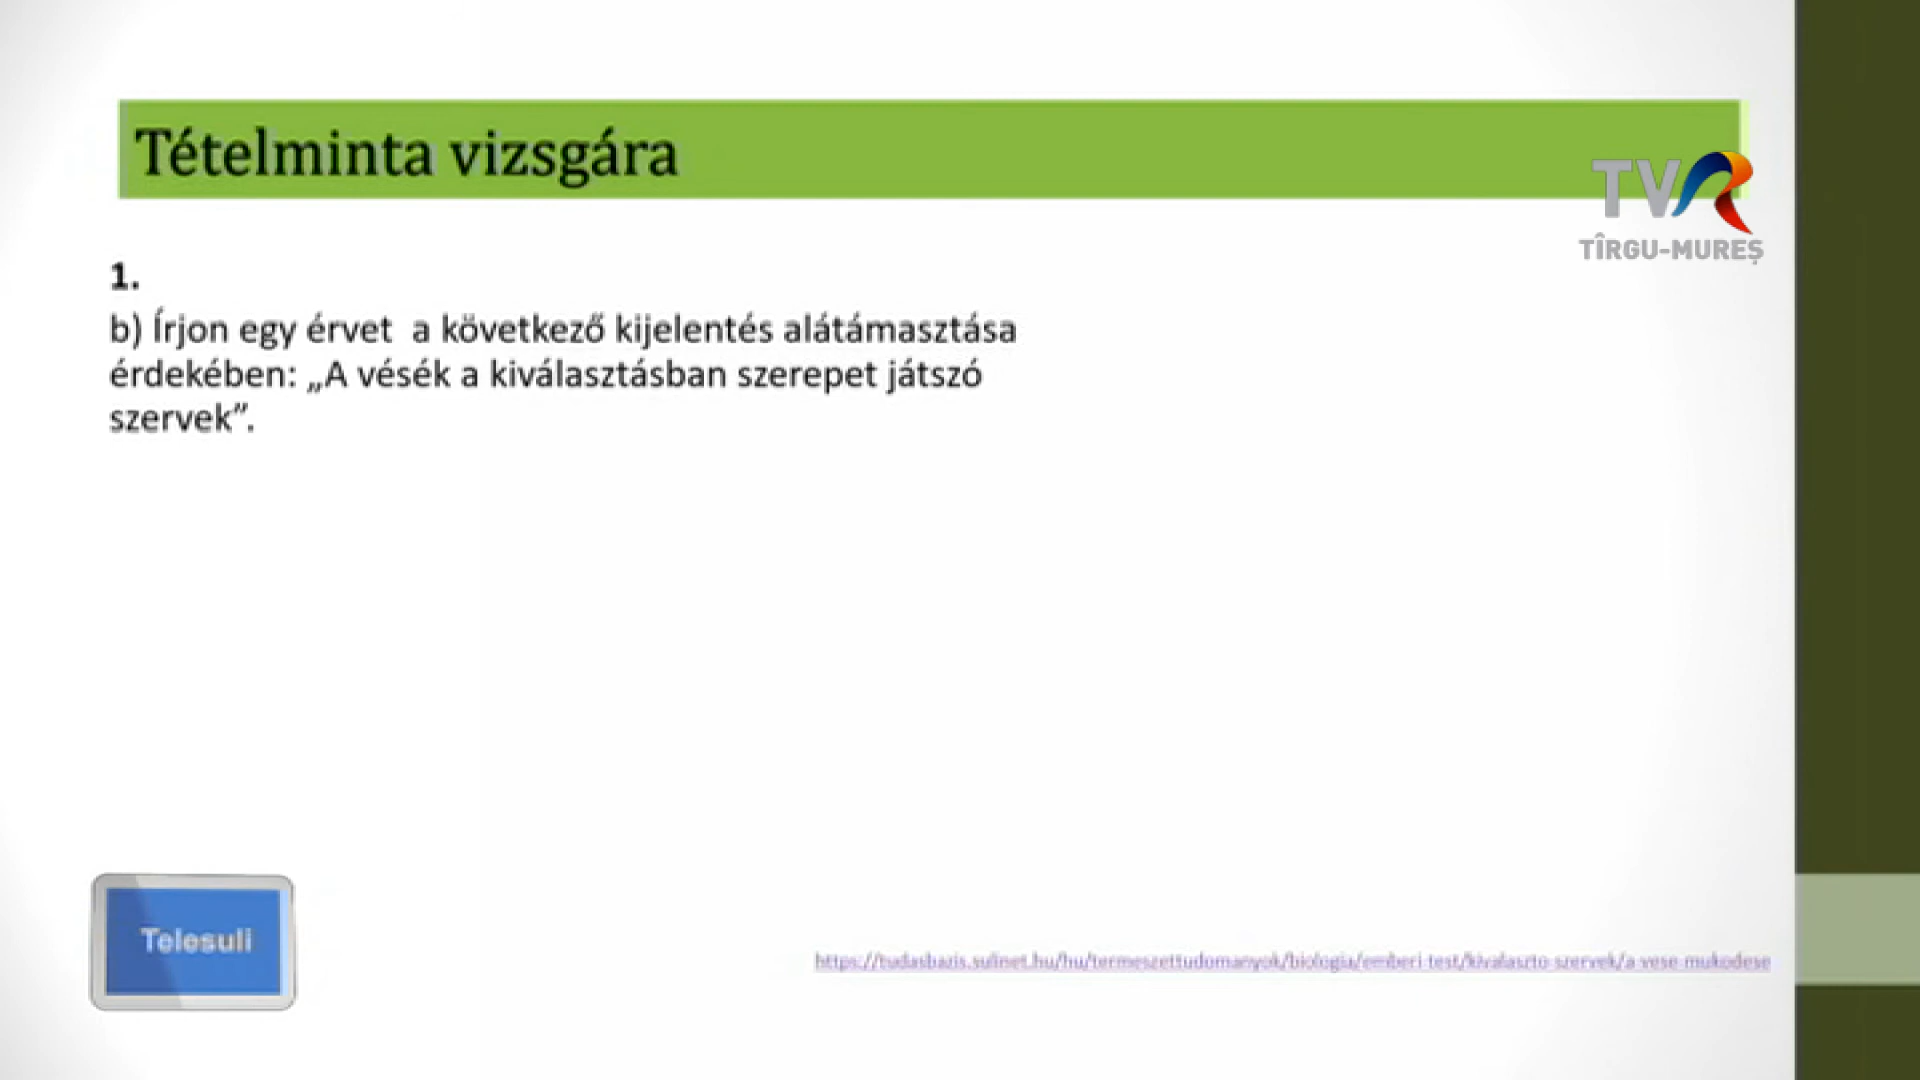 Tételminta vizsgára
TVR
TÎRGU-MUREȘ
1.
b) Írjon egy érvet a következő kijelentés alátámasztása
érdekében: „A vésék a kiválasztásban szerepet játszó
szervek”.
Telesuli
https://tudasbazis.sulinet.hu/hu/termeszettudomanyok/biologia/emberi-test/kivalaszto-szervek/a-vese-mukodese